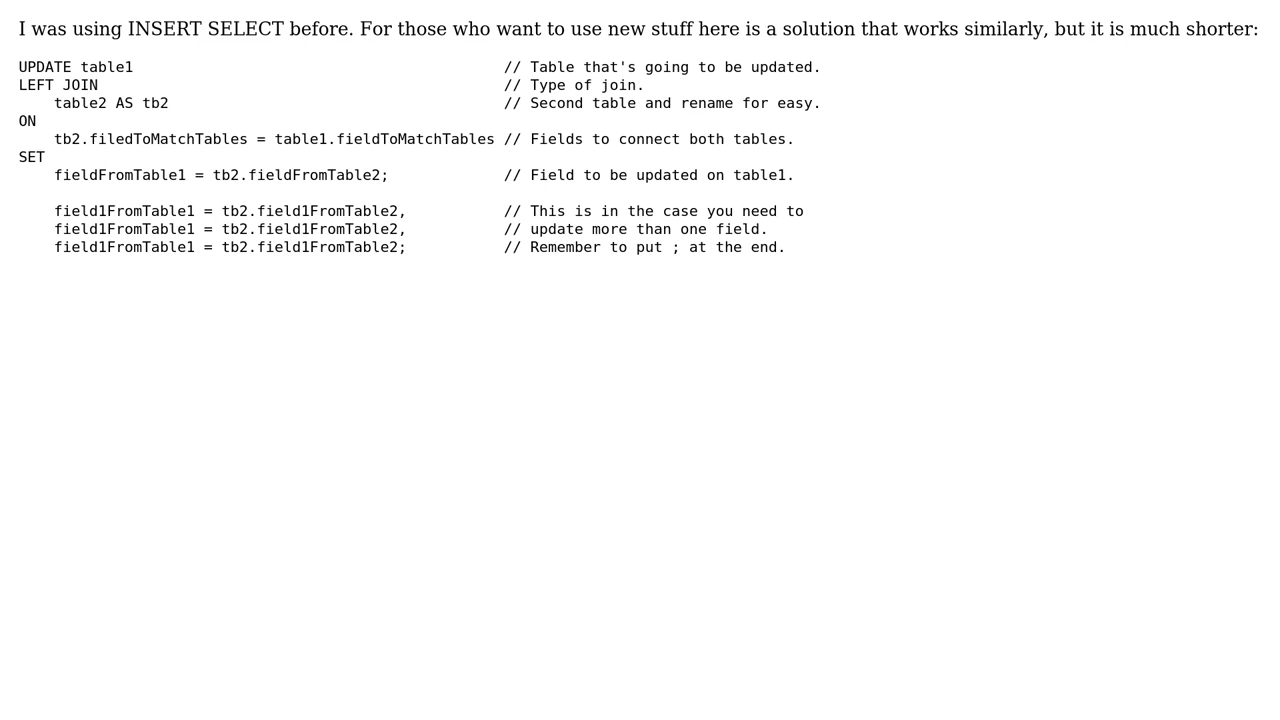 I was using INSERT SELECT before. For those who want to use new stuff here is a solution that works similarly, but it is much shorter:
UPDATE table1                                          // Table that's going to be updated.
LEFT JOIN                                              // Type of join.
    table2 AS tb2                                      // Second table and rename for easy.
ON
    tb2.filedToMatchTables = table1.fieldToMatchTables // Fields to connect both tables.
SET
    fieldFromTable1 = tb2.fieldFromTable2;             // Field to be updated on table1.

    field1FromTable1 = tb2.field1FromTable2,           // This is in the case you need to
    field1FromTable1 = tb2.field1FromTable2,           // update more than one field.
    field1FromTable1 = tb2.field1FromTable2;           // Remember to put ; at the end.